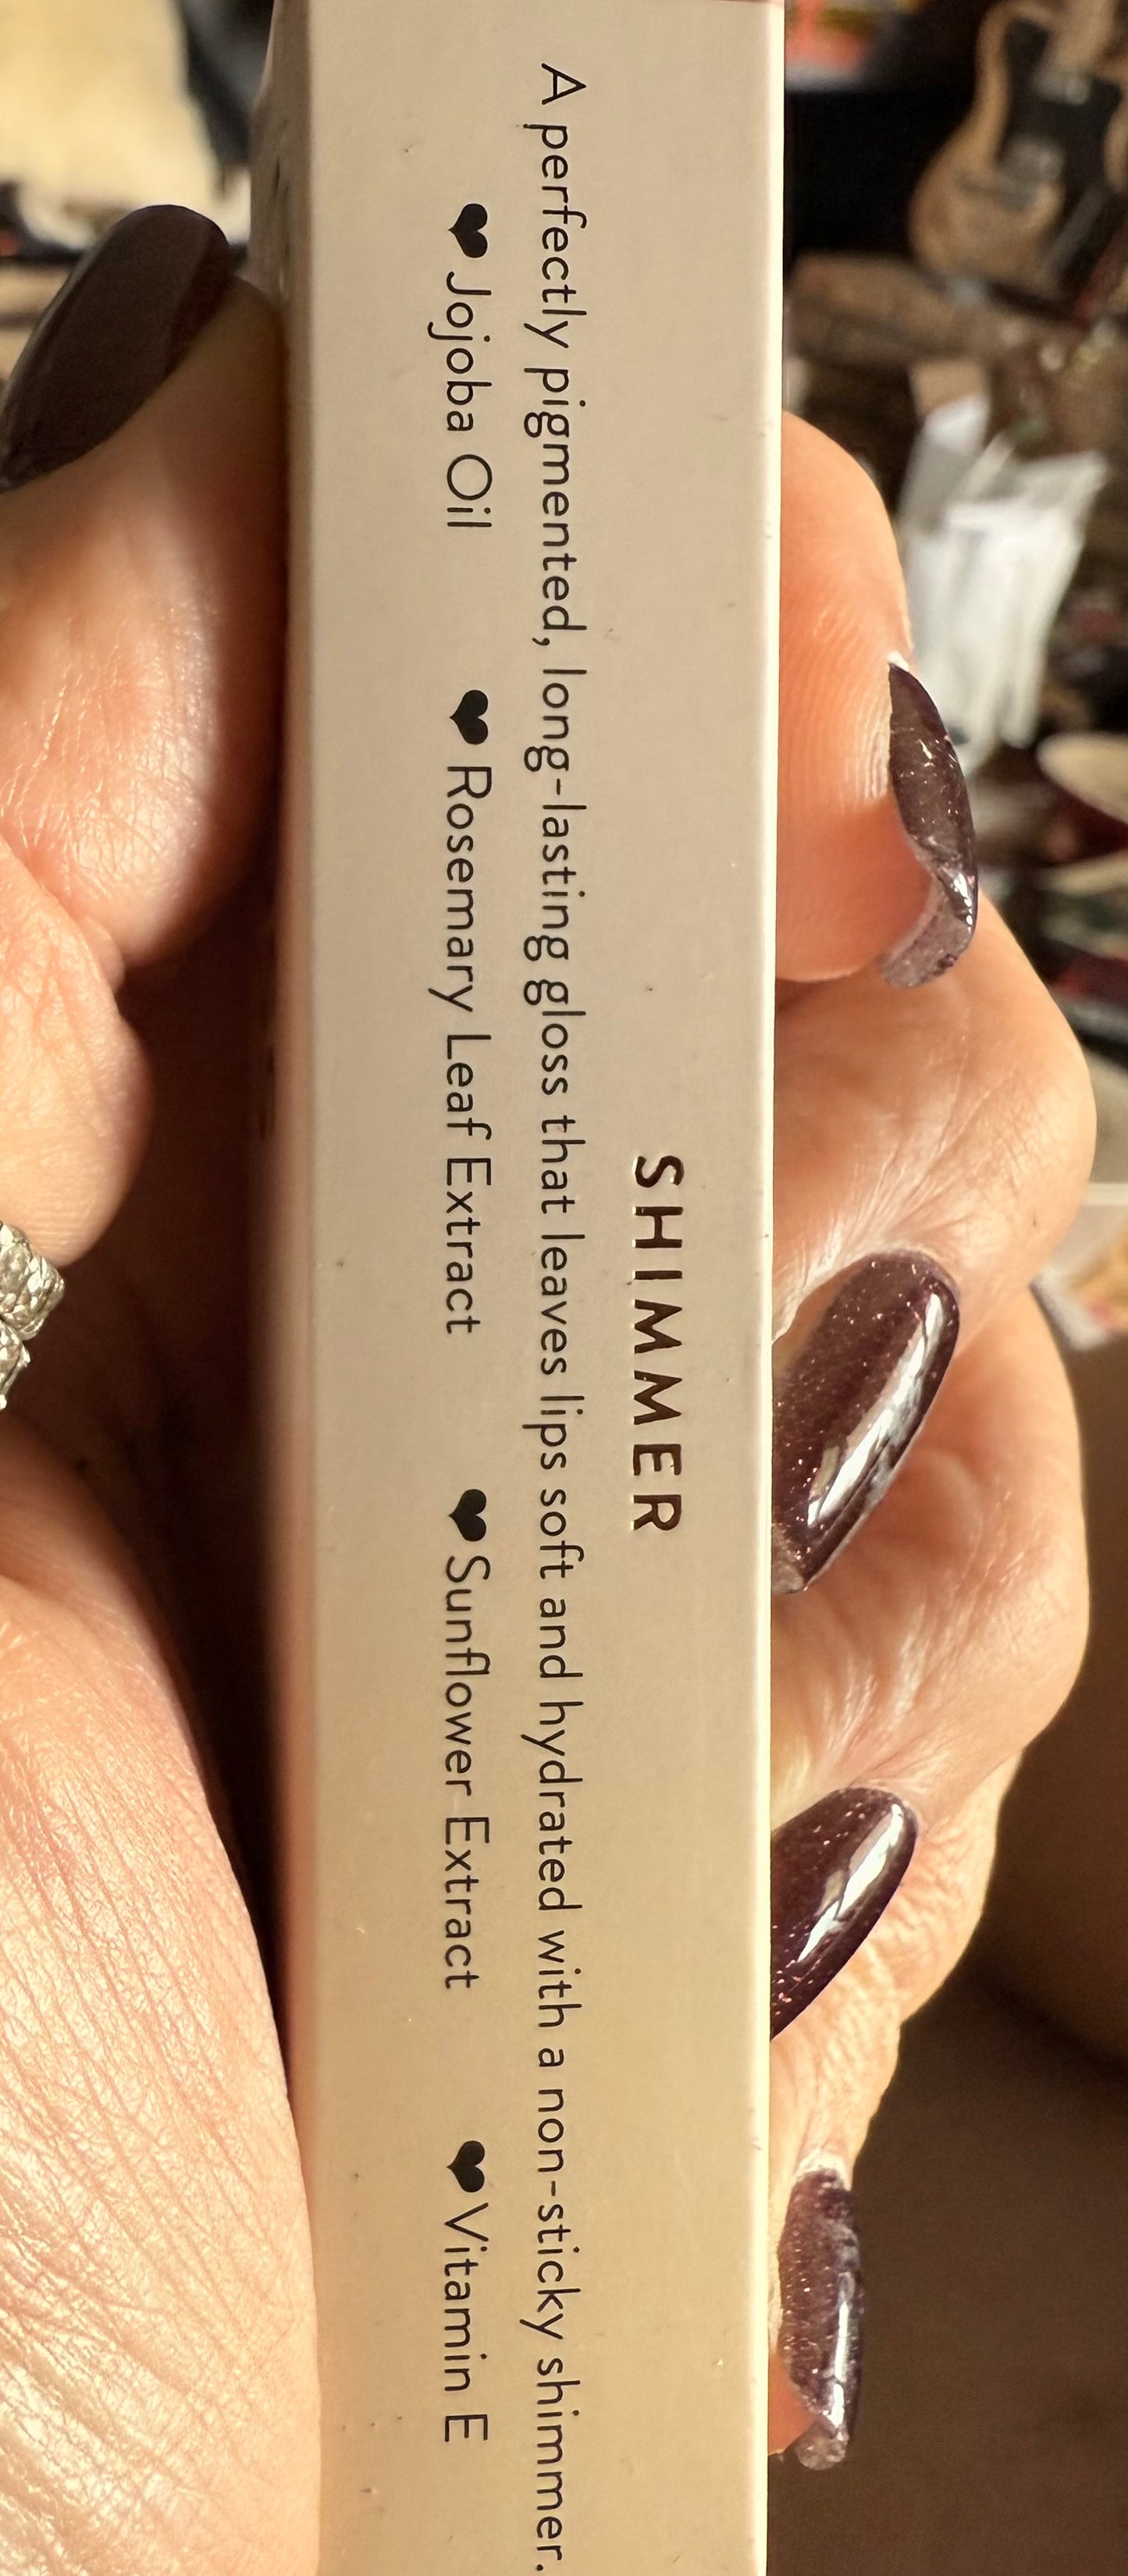 SHIMMER
A perfectly pigmented, long-lasting gloss that leaves lips soft and hydrated with a non-sticky shimmer.
♥ Jojoba Oil ♥ Rosemary Leaf Extract ♥ Sunflower Extract ♥ Vitamin E